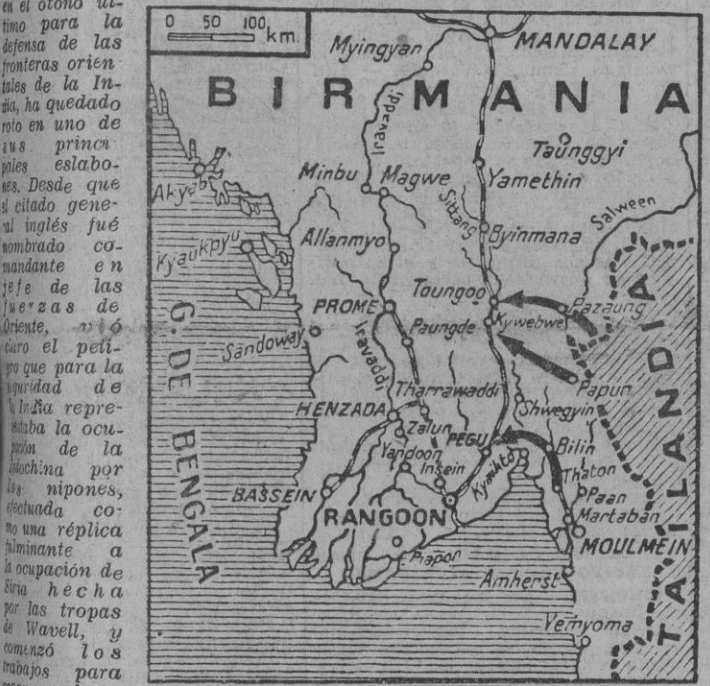 en el otoño úl-
timo para la
defensa de las
fronteras orien
tales de la In-
dia, ha quedado
roto en uno de
sus princi
pales eslabo-
nes. Desde que
el citado gene-
ral inglés fué
nombrado co-
mandante en
jefe de las
fuerzas de
Oriente, vió
claro el peli-
gro que para la
seguridad de
la India repre-
sentaba la ocu-
pación de la
Indochina por
los nipones,
efectuada co-
mo una réplica
fulminante a
la ocupación de
Siria hecha
por las tropas
de Wavell, y
comenzó los
trabajos para
0 50 100
km.
MANDALAY
Myingyan
BIRMANIA
Iravaddi
Taunggyi
Akyab
Minbu
Magwe
Yamethin
Salween
Sittang
Kyaukpyu
Allanmyo
Byinmana
G. DE BENGALA
Toungoo
Pazaung
PROME
Kywebwe
Sandoway
Iravaddi
Paungde
Papun
TAILANDIA
Tharrawaddi
Shwegyin
HENZADA
Zalun
PEGU
Bilin
Yandoon
Insein
Kyaikto
Thaton
BASSEIN
Paan
RANGOON
Martaban
MOULMEIN
Piapon
Amherst
Yemyoma